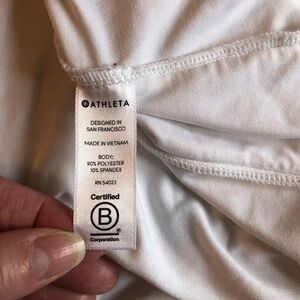 ATHLETA
DESIGNED IN
SAN FRANCISCO
MADE IN VIETNAM
BODY:
90% POLYESTER
10% SPANDEX
RN 54023
Certified
B
Corporation